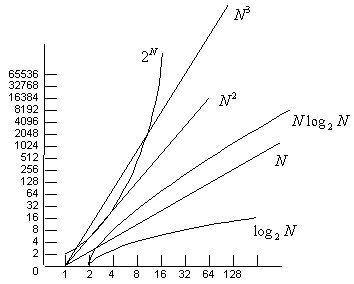 N³
2ᴺ
N²
65536
32768
16384
8192
4096
2048
1024
512
256
128
64
32
16
8
4
2
0
N log₂ N
N
log₂ N
1 2 4 8 16 32 64 128